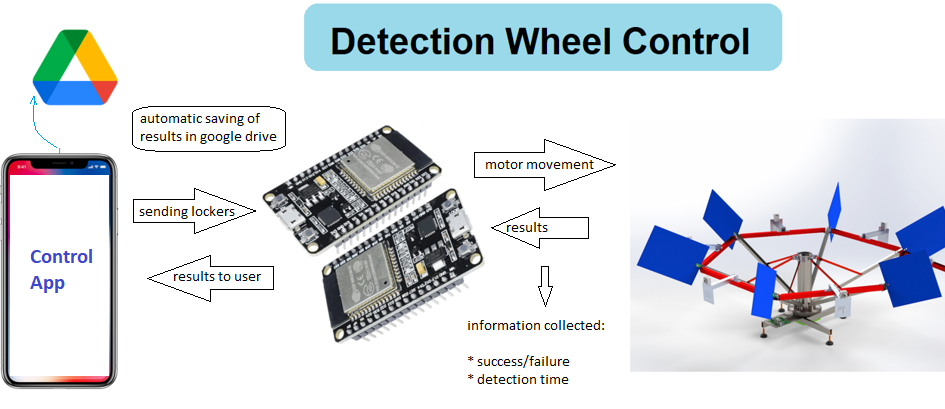 Detection Wheel Control
automatic saving of
results in google drive
sending lockers
results to user
motor movement
results
Control
App
information collected:
* success/failure
* detection time